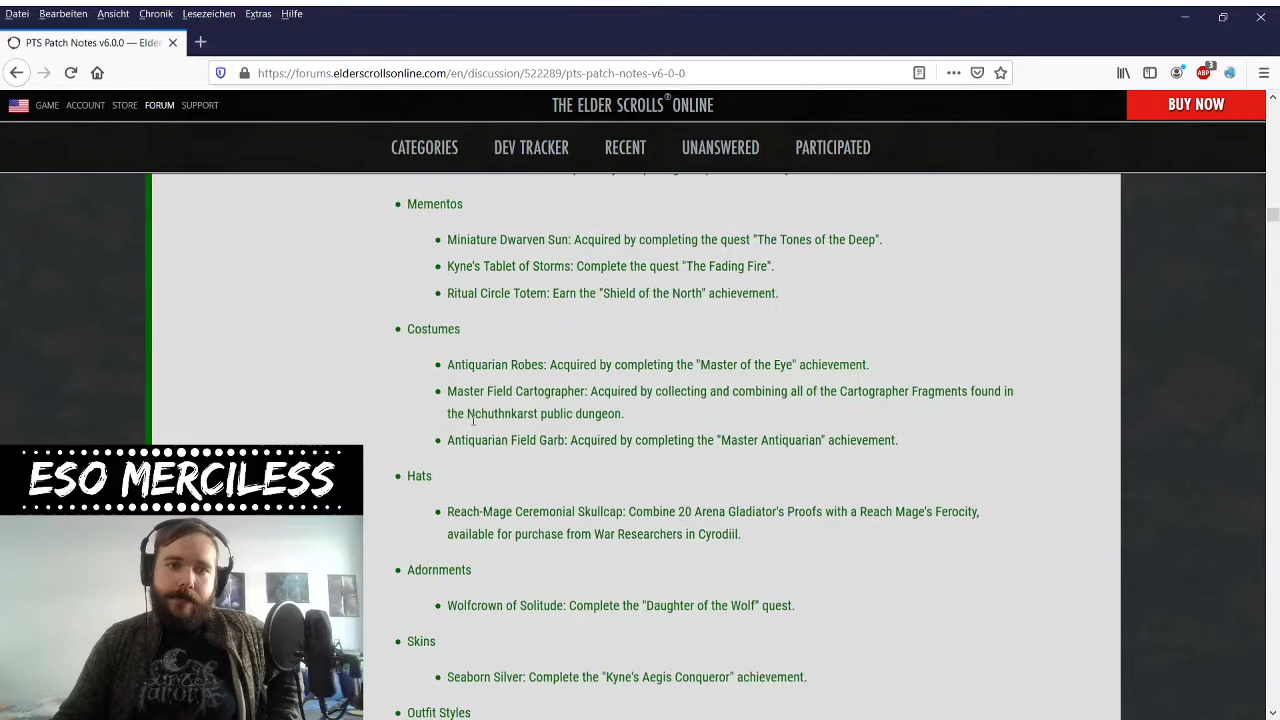 Datei Bearbeiten Ansicht Chronik Lesezeichen Extras Hilfe
PTS Patch Notes v6.0.0 — Elder
https://forums.elderscrollsonline.com/en/discussion/522289/pts-patch-notes-v6-0-0
ABP 3
GAME ACCOUNT STORE FORUM SUPPORT
THE ELDER SCROLLS® ONLINE
BUY NOW
CATEGORIES DEV TRACKER RECENT UNANSWERED PARTICIPATED
Mementos
Miniature Dwarven Sun: Acquired by completing the quest "The Tones of the Deep".
Kyne's Tablet of Storms: Complete the quest "The Fading Fire".
Ritual Circle Totem: Earn the "Shield of the North" achievement.
Costumes
Antiquarian Robes: Acquired by completing the "Master of the Eye" achievement.
Master Field Cartographer: Acquired by collecting and combining all of the Cartographer Fragments found in
the Nchuthnkarst public dungeon.
Antiquarian Field Garb: Acquired by completing the "Master Antiquarian" achievement.
ESO MERCILESS
Hats
Reach-Mage Ceremonial Skullcap: Combine 20 Arena Gladiator's Proofs with a Reach Mage's Ferocity,
available for purchase from War Researchers in Cyrodiil.
Adornments
Wolfcrown of Solitude: Complete the "Daughter of the Wolf" quest.
Skins
Seaborn Silver: Complete the "Kyne's Aegis Conqueror" achievement.
Outfit Styles